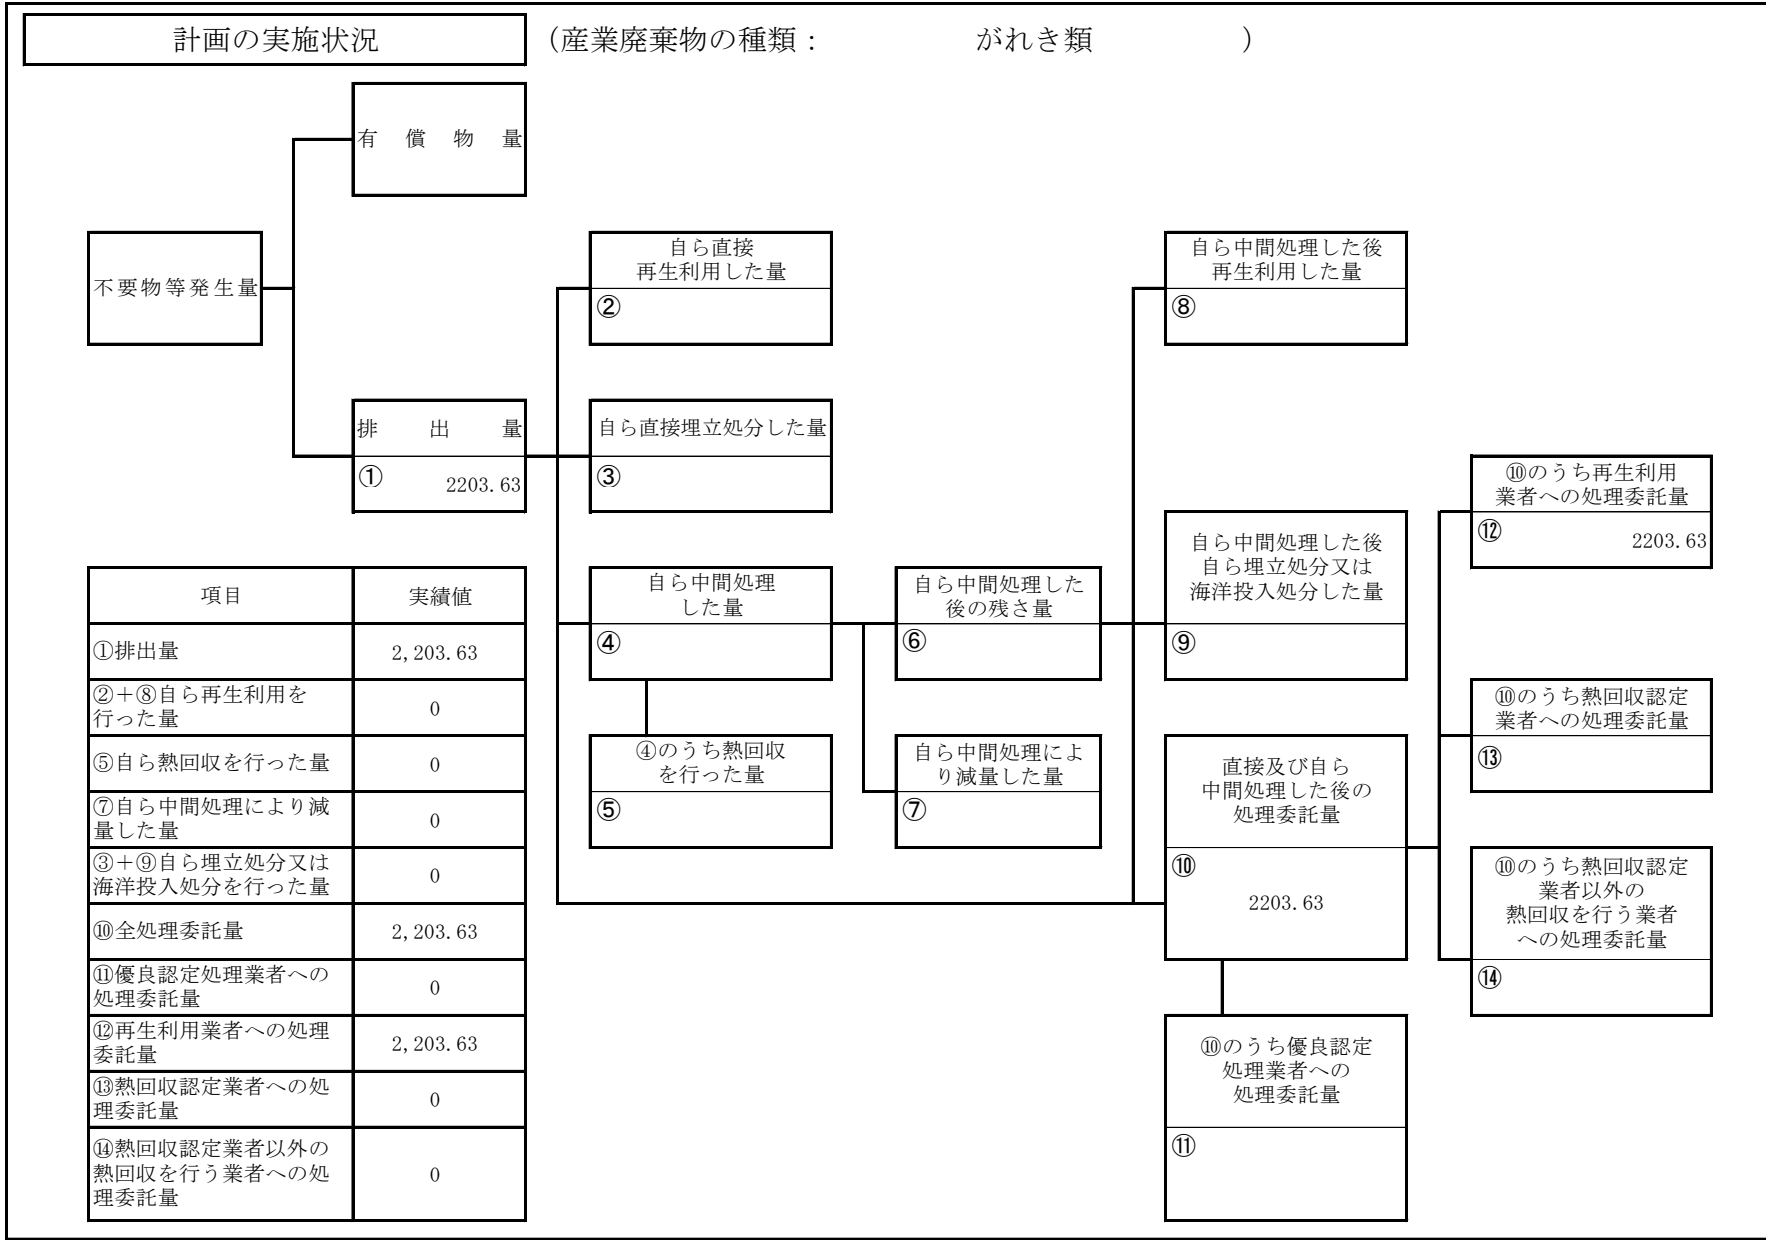 計画の実施状況
（産業廃棄物の種類： がれき類 ）
有償物量
不要物等発生量
自ら直接
再生利用した量
②
自ら中間処理した後
再生利用した量
⑧
排出量
① 2203.63
自ら直接埋立処分した量
③
⑩のうち再生利用
業者への処理委託量
⑫ 2203.63
自ら中間処理した後
自ら埋立処分又は
海洋投入処分した量
⑨
自ら中間処理
した量
④
自ら中間処理した
後の残さ量
⑥
⑩のうち熱回収認定
業者への処理委託量
⑬
④のうち熱回収
を行った量
⑤
自ら中間処理によ
り減量した量
⑦
直接及び自ら
中間処理した後の
処理委託量
⑩
2203.63
⑩のうち熱回収認定
業者以外の
熱回収を行う業者
への処理委託量
⑭
⑩のうち優良認定
処理業者への
処理委託量
⑪
項目 実績値
①排出量 2,203.63
②＋⑧自ら再生利用を
行った量 0
⑤自ら熱回収を行った量 0
⑦自ら中間処理により減
量した量 0
③＋⑨自ら埋立処分又は
海洋投入処分を行った量 0
⑩全処理委託量 2,203.63
⑪優良認定処理業者への
処理委託量 0
⑫再生利用業者への処理
委託量 2,203.63
⑬熱回収認定業者への処
理委託量 0
⑭熱回収認定業者以外の
熱回収を行う業者への処
理委託量 0